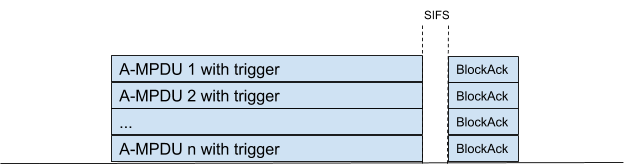 SIFS
A-MPDU 1 with trigger BlockAck
A-MPDU 2 with trigger BlockAck
... BlockAck
A-MPDU n with trigger BlockAck